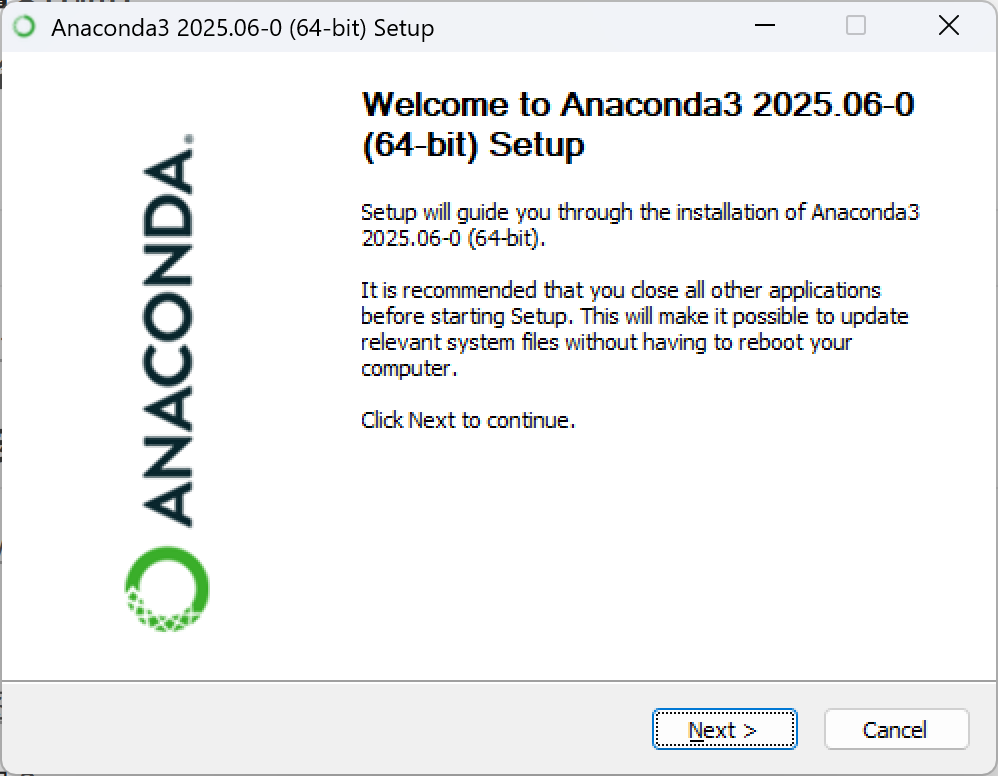 Anaconda3 2025.06-0 (64-bit) Setup
ANACONDA.
Welcome to Anaconda3 2025.06-0
(64-bit) Setup
Setup will guide you through the installation of Anaconda3
2025.06-0 (64-bit).
It is recommended that you close all other applications
before starting Setup. This will make it possible to update
relevant system files without having to reboot your
computer.
Click Next to continue.
Next >
Cancel